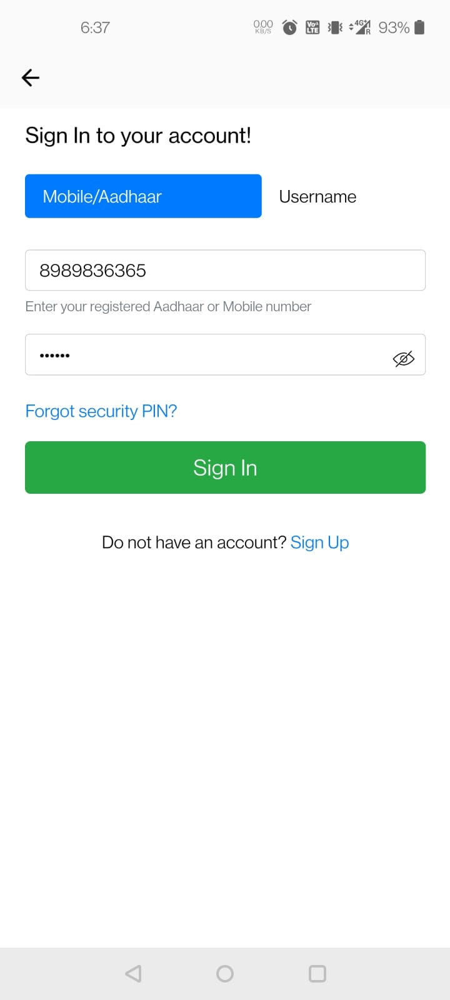 6:37
0.00
KB/S
Vo))
LTE
4G+
R
93%
Sign In to your account!
Mobile/Aadhaar
Username
8989836365
Enter your registered Aadhaar or Mobile number
••••••
Forgot security PIN?
Sign In
Do not have an account? Sign Up